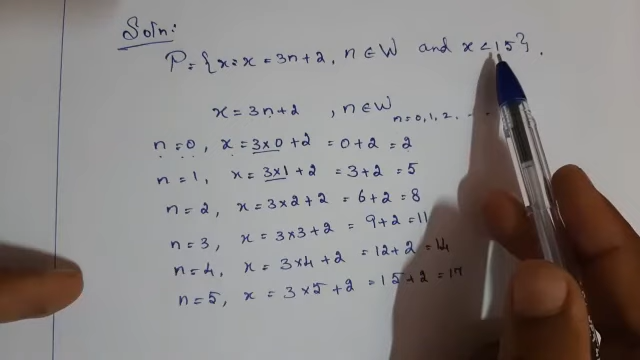 Soln:
P = {x : x = 3n+2, n ∈ W and x < 15}.
x = 3n+2 , n ∈ W
n=0, 1, 2, ...
n=0, x = 3×0+2 = 0+2 = 2
n=1, x = 3×1+2 = 3+2 = 5
n=2, x = 3×2+2 = 6+2 = 8
n=3, x = 3×3+2 = 9+2 = 11
n=4, x = 3×4+2 = 12+2 = 14
n=5, x = 3×5+2 = 15+2 = 17